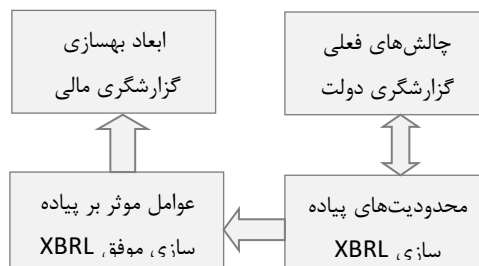 چالش‌های فعلی
گزارشگری دولت
ابعاد بهسازی
گزارشگری مالی
محدودیت‌های پیاده
سازی XBRL
عوامل موثر بر پیاده
سازی موفق XBRL